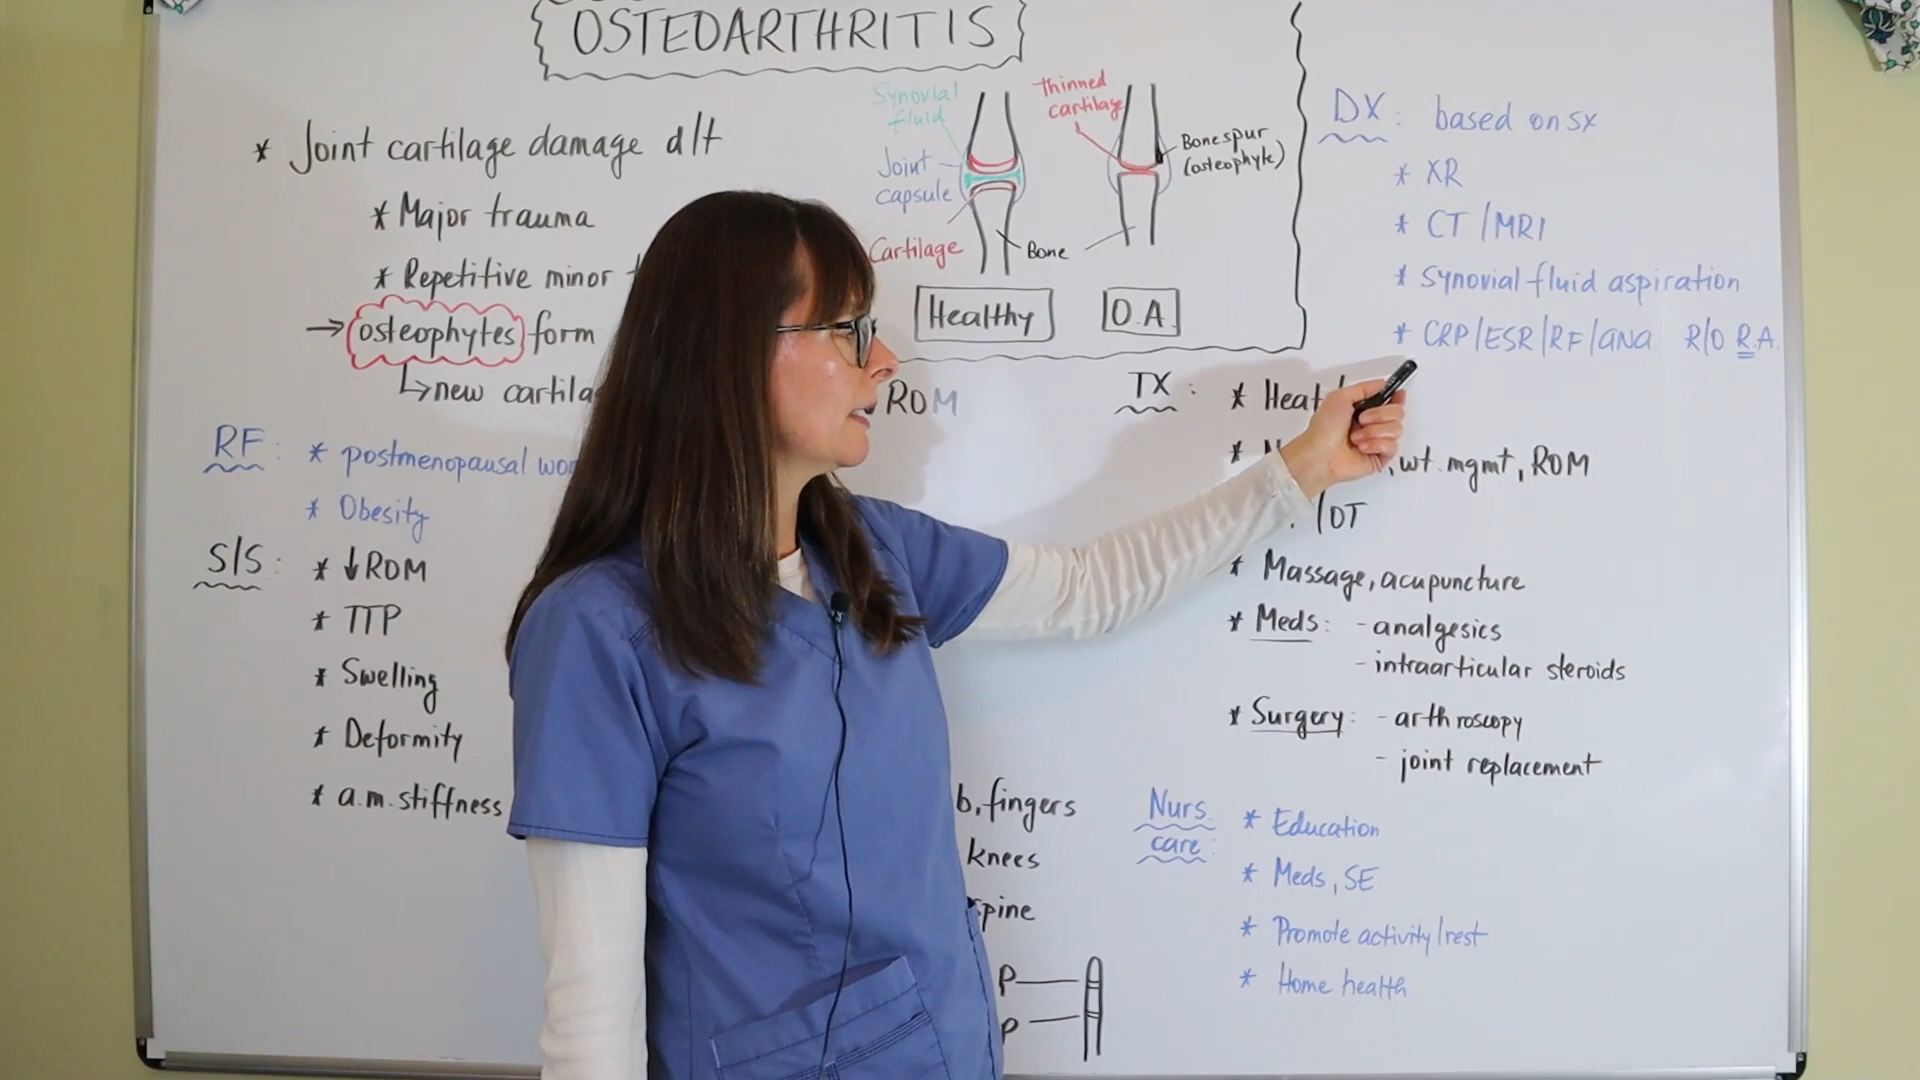 OSTEOARTHRITIS
* Joint cartilage damage d/t
* Major trauma
* Repetitive minor
→ osteophytes form
↳ new
ROM
RF:
* postmenopausal
* Obesity
S/S:
* ↓ROM
* TTP
* Swelling
* Deformity
* a.m. stiffness
fingers
knees
Synovial fluid
Joint capsule
Cartilage
Bone
Thinned cartilage
Bone spur (osteophyte)
Healthy
O.A.
DX: based on sx
* XR
* CT/MRI
* Synovial fluid aspiration
* CRP/ESR/RF/ANA R/O R.A.
TX: * Heat/
, wt. mgmt, ROM
/OT
* Massage, acupuncture
* Meds: - analgesics
- intraarticular steroids
* Surgery: - arthroscopy
- joint replacement
Nurs. care:
* Education
* Meds, SE
* Promote activity/rest
* Home health